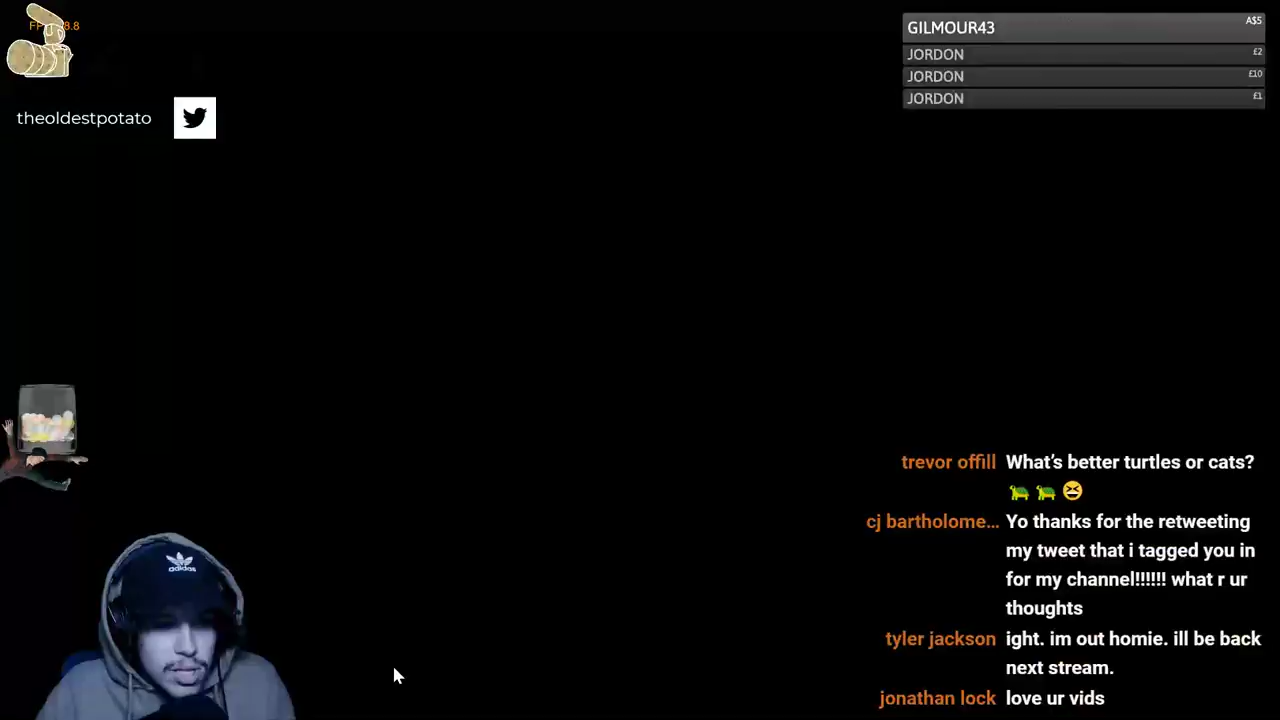 GILMOUR43 A$5
JORDON £2
JORDON £10
JORDON £1
theoldestpotato
trevor offill What's better turtles or cats?
🐢 🐢 😆
cj bartholome… Yo thanks for the retweeting
my tweet that i tagged you in
for my channel!!!!!! what r ur
thoughts
adidas
tyler jackson ight. im out homie. ill be back
next stream.
jonathan lock love ur vids